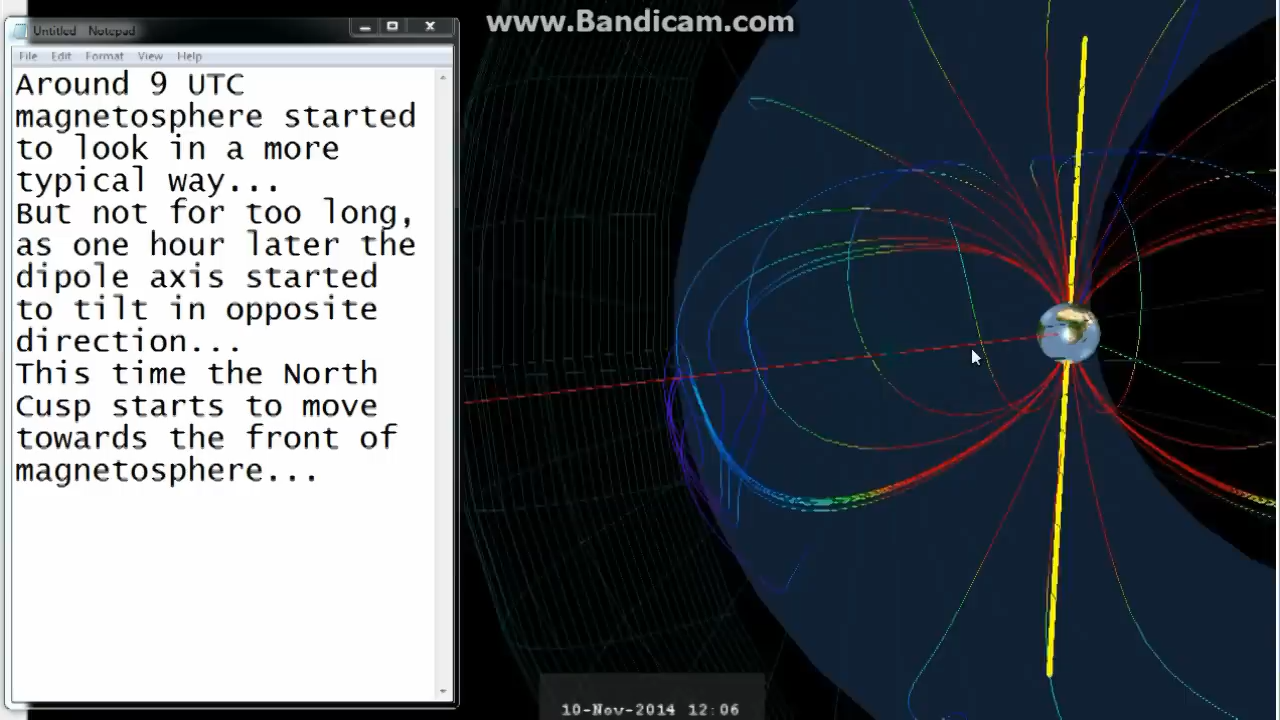 www.Bandicam.com
Untitled - Notepad
File Edit Format View Help
Around 9 UTC
magnetosphere started
to look in a more
typical way...
But not for too long,
as one hour later the
dipole axis started
to tilt in opposite
direction...
This time the North
Cusp starts to move
towards the front of
magnetosphere...
10-Nov-2014 12:06